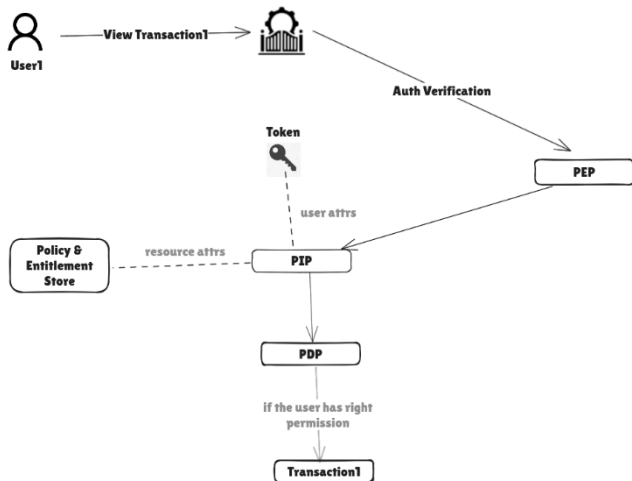 View Transaction1
User1
Auth Verification
Token
PEP
user attrs
Policy &
Entitlement
Store
resource attrs
PIP
PDP
if the user has right
permission
Transaction1